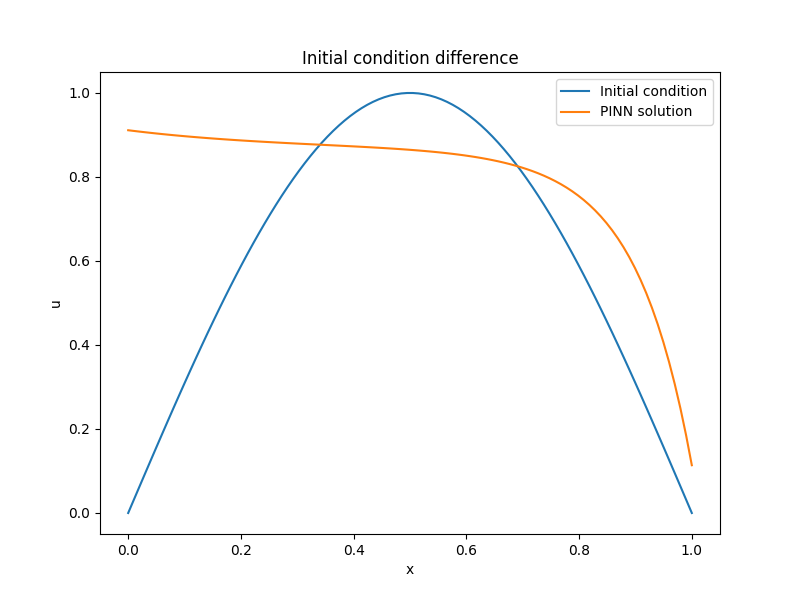 Initial condition difference
Initial condition
PINN solution
1.0
0.8
0.6
0.4
0.2
0.0
u
0.0 0.2 0.4 0.6 0.8 1.0
x